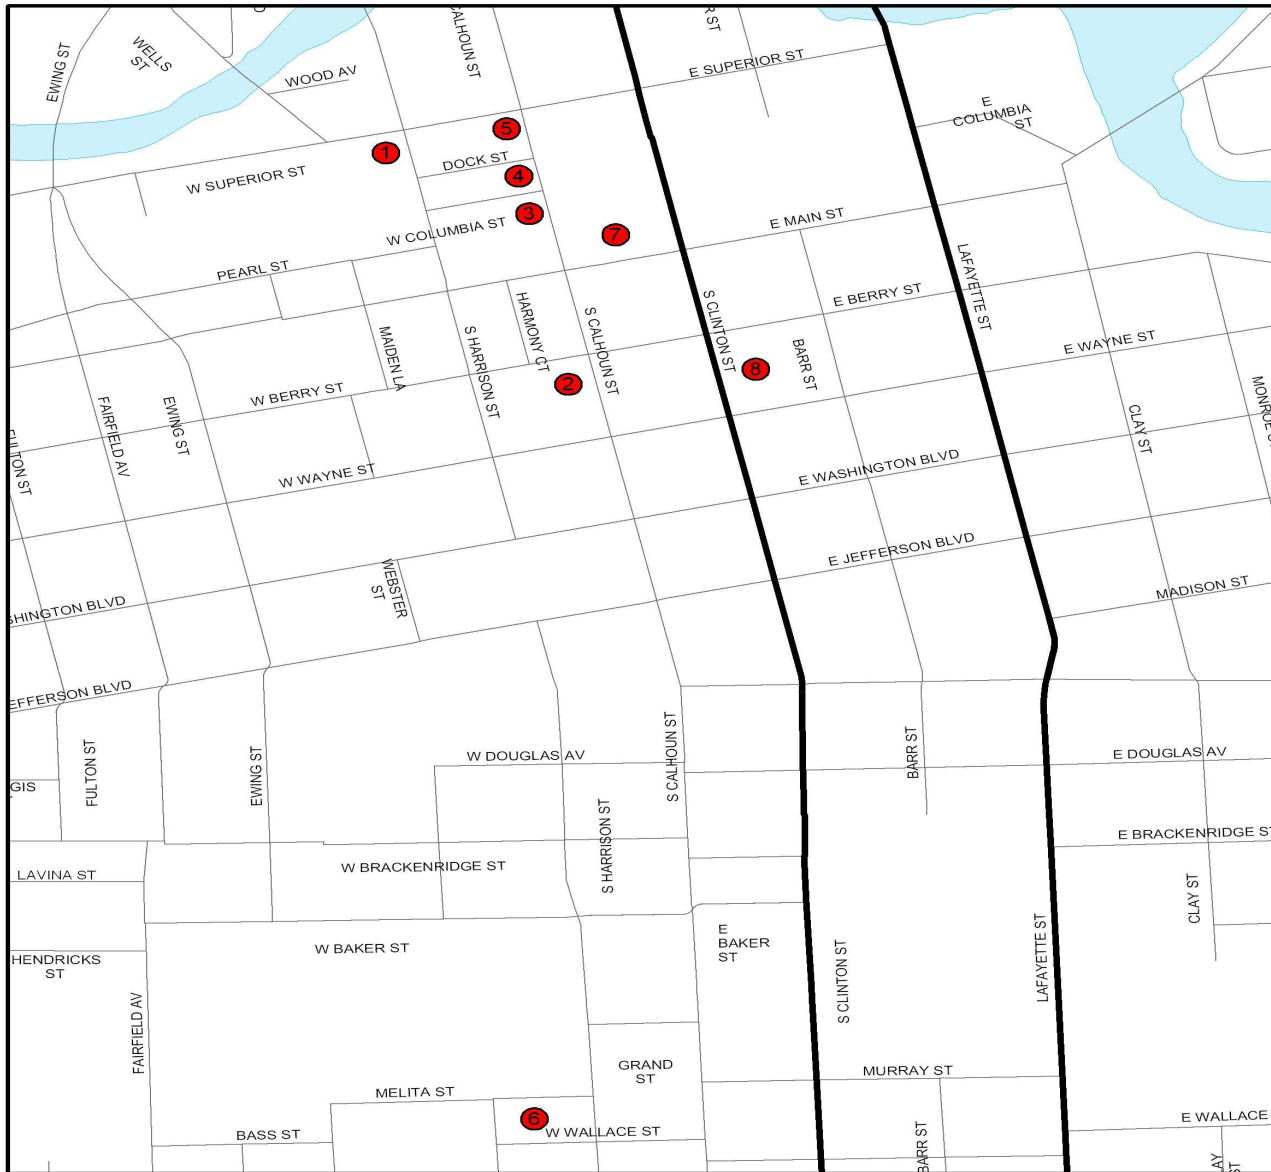 EWING ST
WELLS
ST
O
WOOD AV
CALHOUN ST
R ST
E SUPERIOR ST
E
COLUMBIA
ST
5
1
DOCK ST
W SUPERIOR ST
4
3
W COLUMBIA ST
7
E MAIN ST
PEARL ST
LAFAYETTE ST
E BERRY ST
HARMONY CT
S CLINTON ST
S CALHOUN ST
MAIDEN LA
S HARRISON ST
BARR ST
E WAYNE ST
8
2
W BERRY ST
FAIRFIELD AV
EWING ST
FULTON ST
CLAY ST
MONROE S
W WAYNE ST
E WASHINGTON BLVD
E JEFFERSON BLVD
WEBSTER
ST
MADISON ST
SHINGTON BLVD
EFFERSON BLVD
S CALHOUN ST
BARR ST
FULTON ST
EWING ST
W DOUGLAS AV
E DOUGLAS AV
GIS
S HARRISON ST
E BRACKENRIDGE ST
LAVINA ST
W BRACKENRIDGE ST
CLAY ST
W BAKER ST
E
BAKER
ST
HENDRICKS
ST
S CLINTON ST
LAFAYETTE ST
FAIRFIELD AV
GRAND
ST
MURRAY ST
MELITA ST
6
E WALLACE
BASS ST
W WALLACE ST
BARR ST
LAY
ST